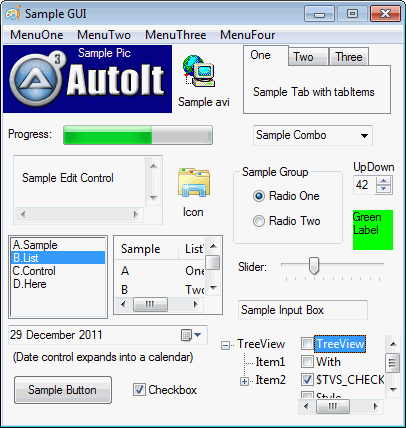 Sample GUI
MenuOne MenuTwo MenuThree MenuFour
Sample Pic
3
AutoIt
Sample avi
One Two Three
Sample Tab with tabItems
Progress:
Sample Combo
Sample Edit Control
Icon
Sample Group
Radio One
Radio Two
UpDown
42
Green
Label
A.Sample
B.List
C.Control
D.Here
Sample List
A One
B Two
Slider:
Sample Input Box
29 December 2011
(Date control expands into a calendar)
Sample Button
Checkbox
TreeView
Item1
Item2
TreeView
With
$TVS_CHECK
Style